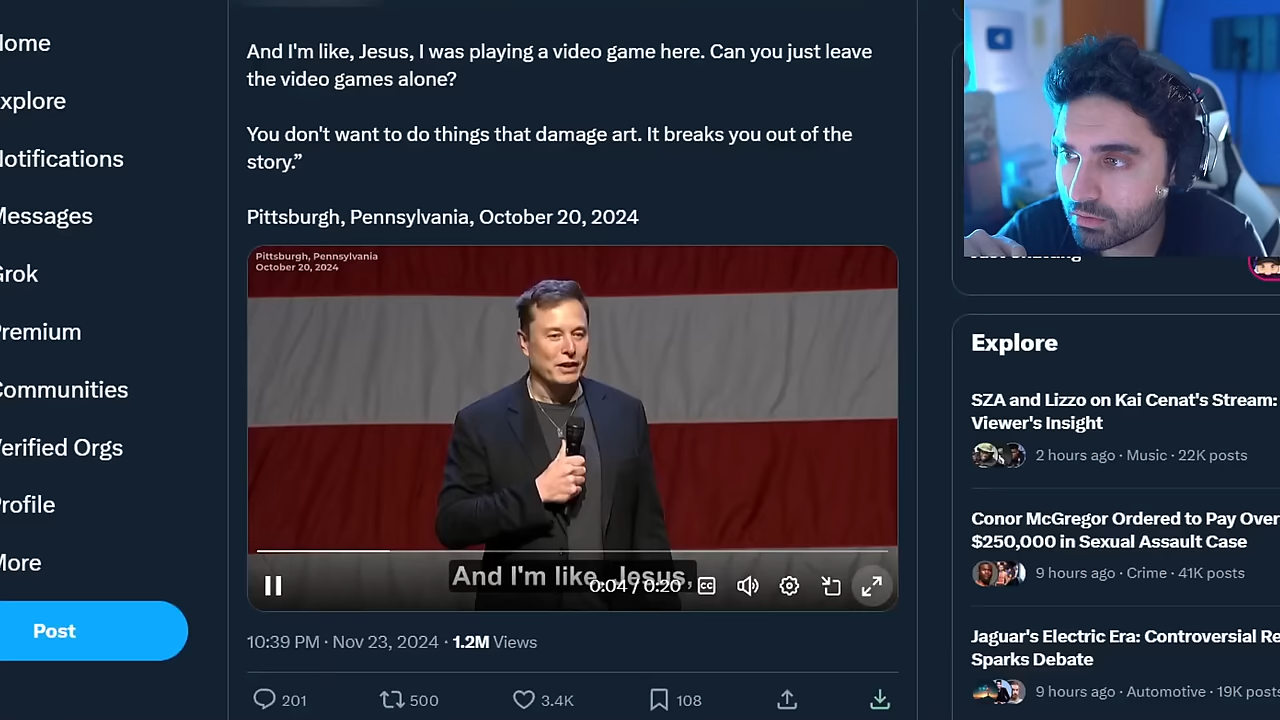 And I'm like, Jesus, I was playing a video game here. Can you just leave
the video games alone?
You don't want to do things that damage art. It breaks you out of the
story.”
Pittsburgh, Pennsylvania, October 20, 2024
Pittsburgh, Pennsylvania
October 20, 2024
And I'm like, Jesus,
0:04 / 0:20
10:39 PM · Nov 23, 2024 · 1.2M Views
201
500
3.4K
108
ome
xplore
otifications
Messages
Grok
Premium
Communities
erified Orgs
Profile
More
Post
Explore
SZA and Lizzo on Kai Cenat's Stream:
Viewer's Insight
2 hours ago · Music · 22K posts
Conor McGregor Ordered to Pay Over
$250,000 in Sexual Assault Case
9 hours ago · Crime · 41K posts
Jaguar's Electric Era: Controversial Re
Sparks Debate
9 hours ago · Automotive · 19K posts